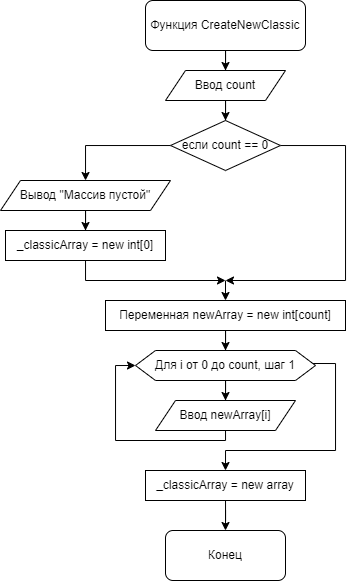 Функция CreateNewClassic
Ввод count
если count == 0
Вывод "Массив пустой"
_classicArray = new int[0]
Переменная newArray = new int[count]
Для i от 0 до count, шаг 1
Ввод newArray[i]
_classicArray = new array
Конец